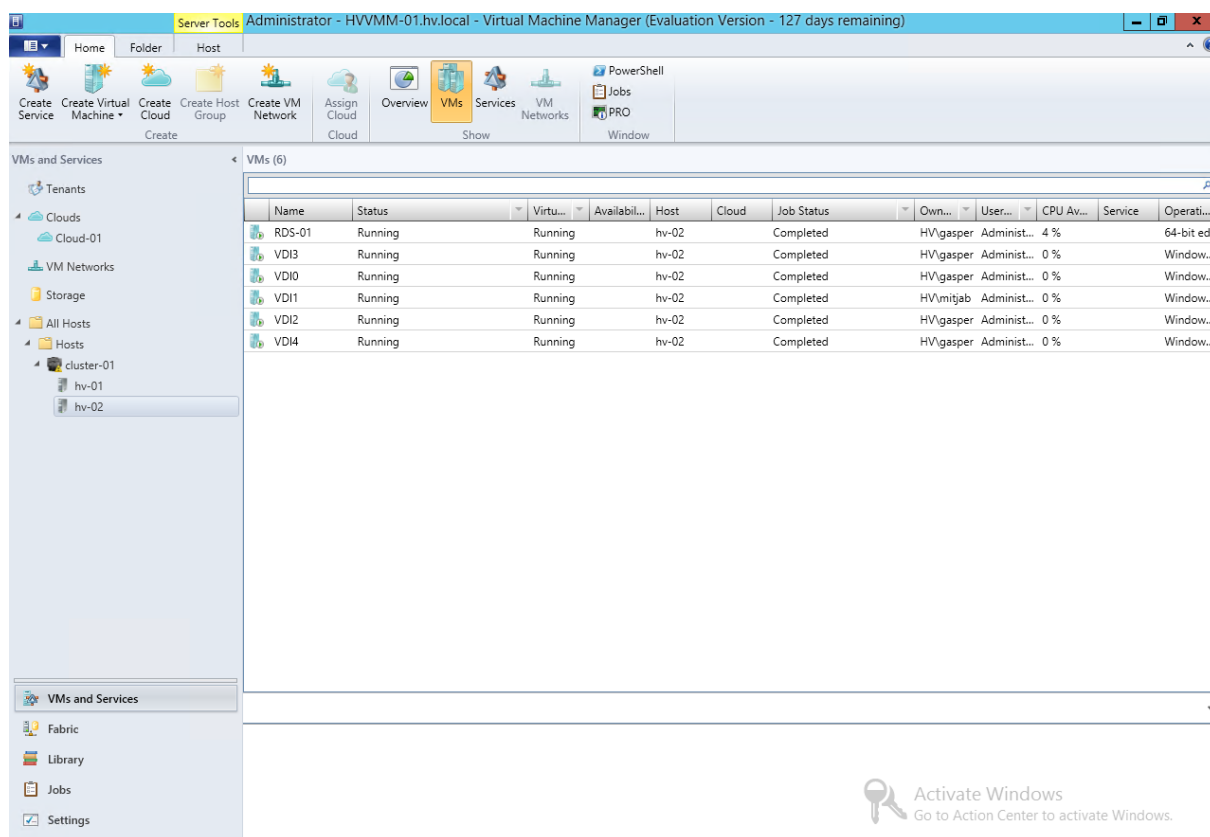 Server Tools Administrator - HVVMM-01.hv.local - Virtual Machine Manager (Evaluation Version - 127 days remaining)
Home Folder Host
Create Service
Create Virtual Machine
Create Cloud
Create Host Group
Create VM Network
Assign Cloud
Overview
VMs
Services
VM Networks
PowerShell
Jobs
PRO
Create Cloud Show Window
VMs and Services
Tenants
Clouds
Cloud-01
VM Networks
Storage
All Hosts
Hosts
cluster-01
hv-01
hv-02
VMs (6)
Name Status Virtu... Availabil... Host Cloud Job Status Own... User... CPU Av... Service Operati...
RDS-01 Running Running hv-02 Completed HV\gasper Administ... 4 % 64-bit ed
VDI3 Running Running hv-02 Completed HV\gasper Administ... 0 % Window..
VDI0 Running Running hv-02 Completed HV\gasper Administ... 0 % Window..
VDI1 Running Running hv-02 Completed HV\mitjab Administ... 0 % Window..
VDI2 Running Running hv-02 Completed HV\gasper Administ... 0 % Window..
VDI4 Running Running hv-02 Completed HV\gasper Administ... 0 % Window..
VMs and Services
Fabric
Library
Jobs
Settings
Activate Windows
Go to Action Center to activate Windows.